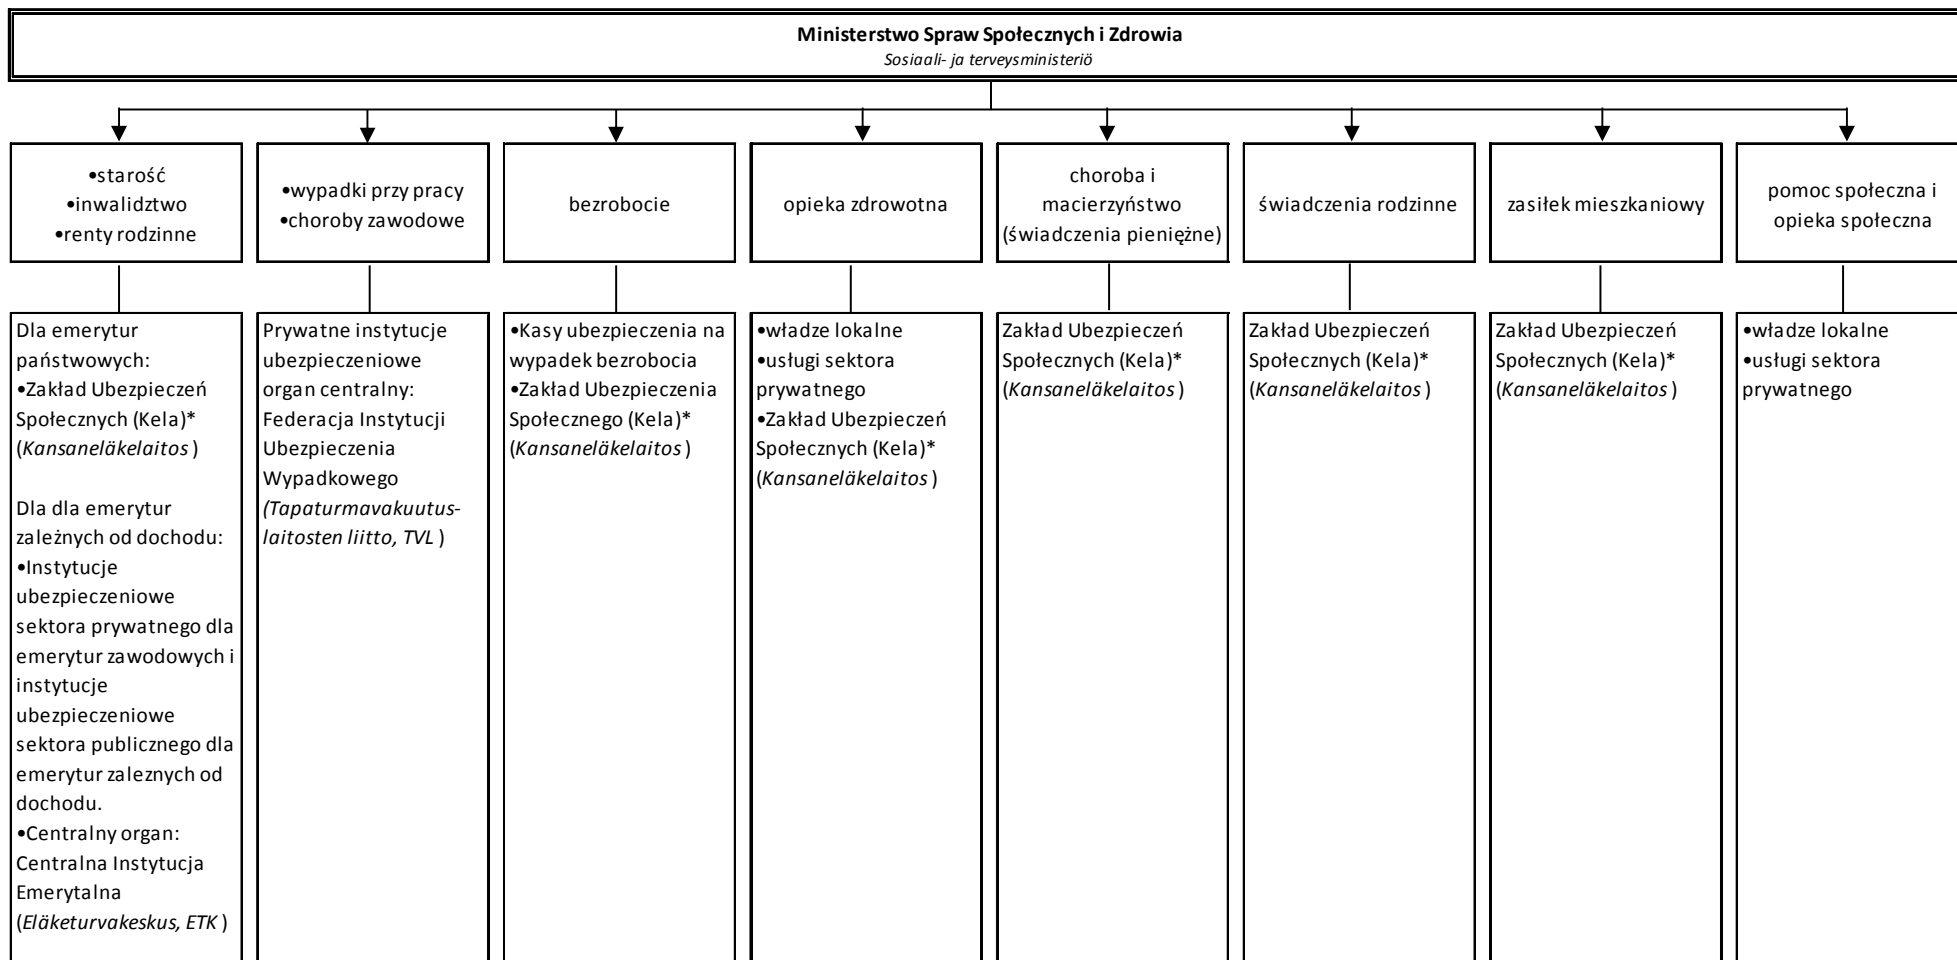 Ministerstwo Spraw Społecznych i Zdrowia
Sosiaali- ja terveysministeriö
•starość
•inwalidztwo
•renty rodzinne
•wypadki przy pracy
•choroby zawodowe
bezrobocie
opieka zdrowotna
choroba i
macierzyństwo
(świadczenia pieniężne)
świadczenia rodzinne
zasiłek mieszkaniowy
pomoc społeczna i
opieka społeczna
Dla emerytur
państwowych:
•Zakład Ubezpieczeń
Społecznych (Kela)*
(Kansaneläkelaitos )
Dla dla emerytur
zależnych od dochodu:
•Instytucje
ubezpieczeniowe
sektora prywatnego dla
emerytur zawodowych i
instytucje
ubezpieczeniowe
sektora publicznego dla
emerytur zaleznych od
dochodu.
•Centralny organ:
Centralna Instytucja
Emerytalna
(Eläketurvakeskus, ETK )
Prywatne instytucje
ubezpieczeniowe
organ centralny:
Federacja Instytucji
Ubezpieczenia
Wypadkowego
(Tapaturmavakuutus-
laitosten liitto, TVL )
•Kasy ubezpieczenia na
wypadek bezrobocia
•Zakład Ubezpieczenia
Społecznego (Kela)*
(Kansaneläkelaitos )
•władze lokalne
•usługi sektora
prywatnego
•Zakład Ubezpieczeń
Społecznych (Kela)*
(Kansaneläkelaitos )
Zakład Ubezpieczeń
Społecznych (Kela)*
(Kansaneläkelaitos )
Zakład Ubezpieczeń
Społecznych (Kela)*
(Kansaneläkelaitos )
Zakład Ubezpieczeń
Społecznych (Kela)*
(Kansaneläkelaitos )
•władze lokalne
•usługi sektora
prywatnego